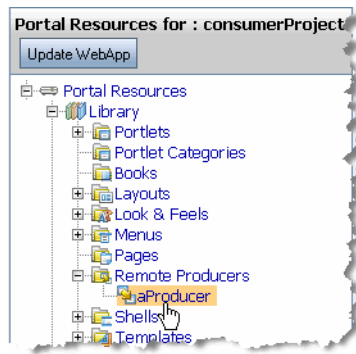 Portal Resources for : consumerProject
Update WebApp
Portal Resources
Library
Portlets
Portlet Categories
Books
Layouts
Look & Feels
Menus
Pages
Remote Producers
aProducer
Shells
Templates